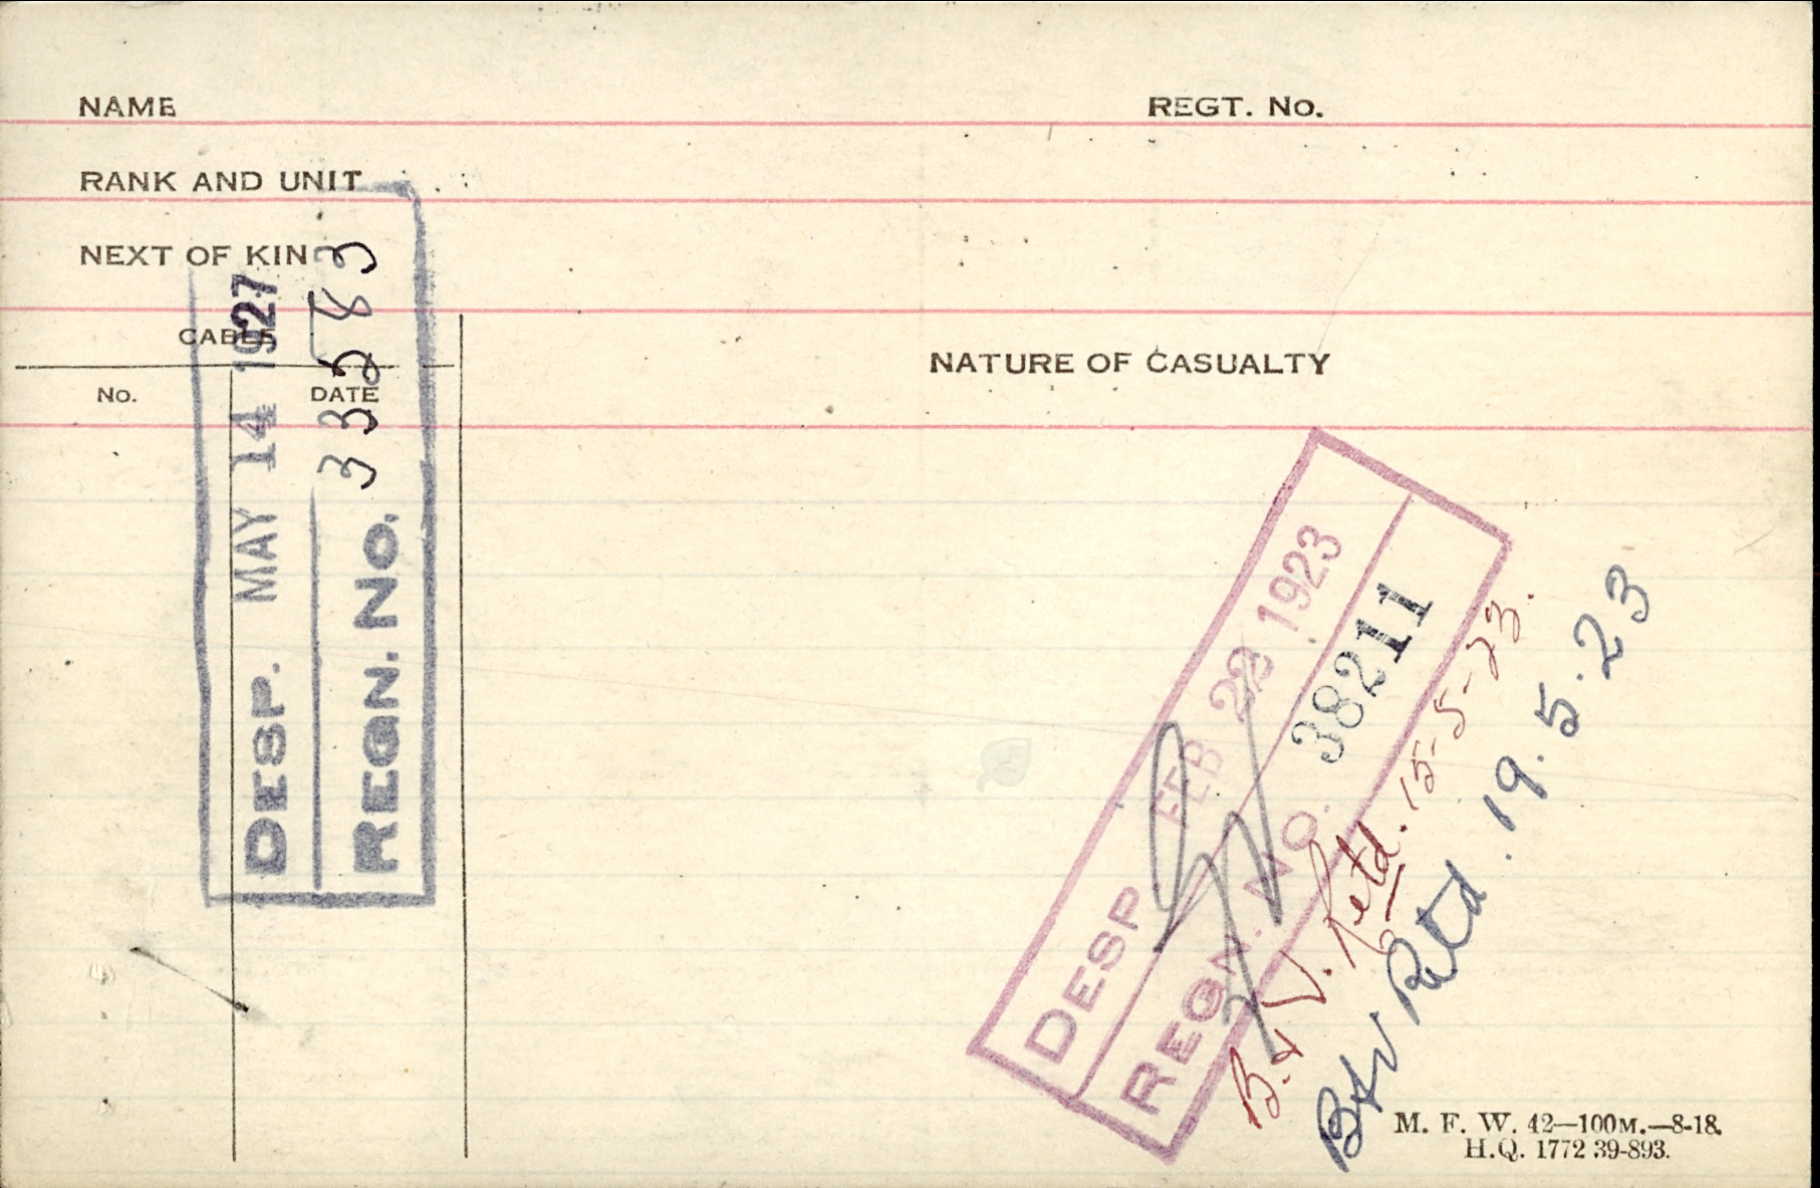 NAME REGT. No.
RANK AND UNIT
NEXT OF KIN
CABLE
No. DATE
NATURE OF CASUALTY
DESP. MAY 14 1927
REGN. No. 33583
DESP. FEB 22 1923
REGN. No. 38211
B. & V. Retd. 15-5-23.
B & V Retd. 19.5.23
M. F. W. 42—100M.—8-18.
H.Q. 1772 39-893.